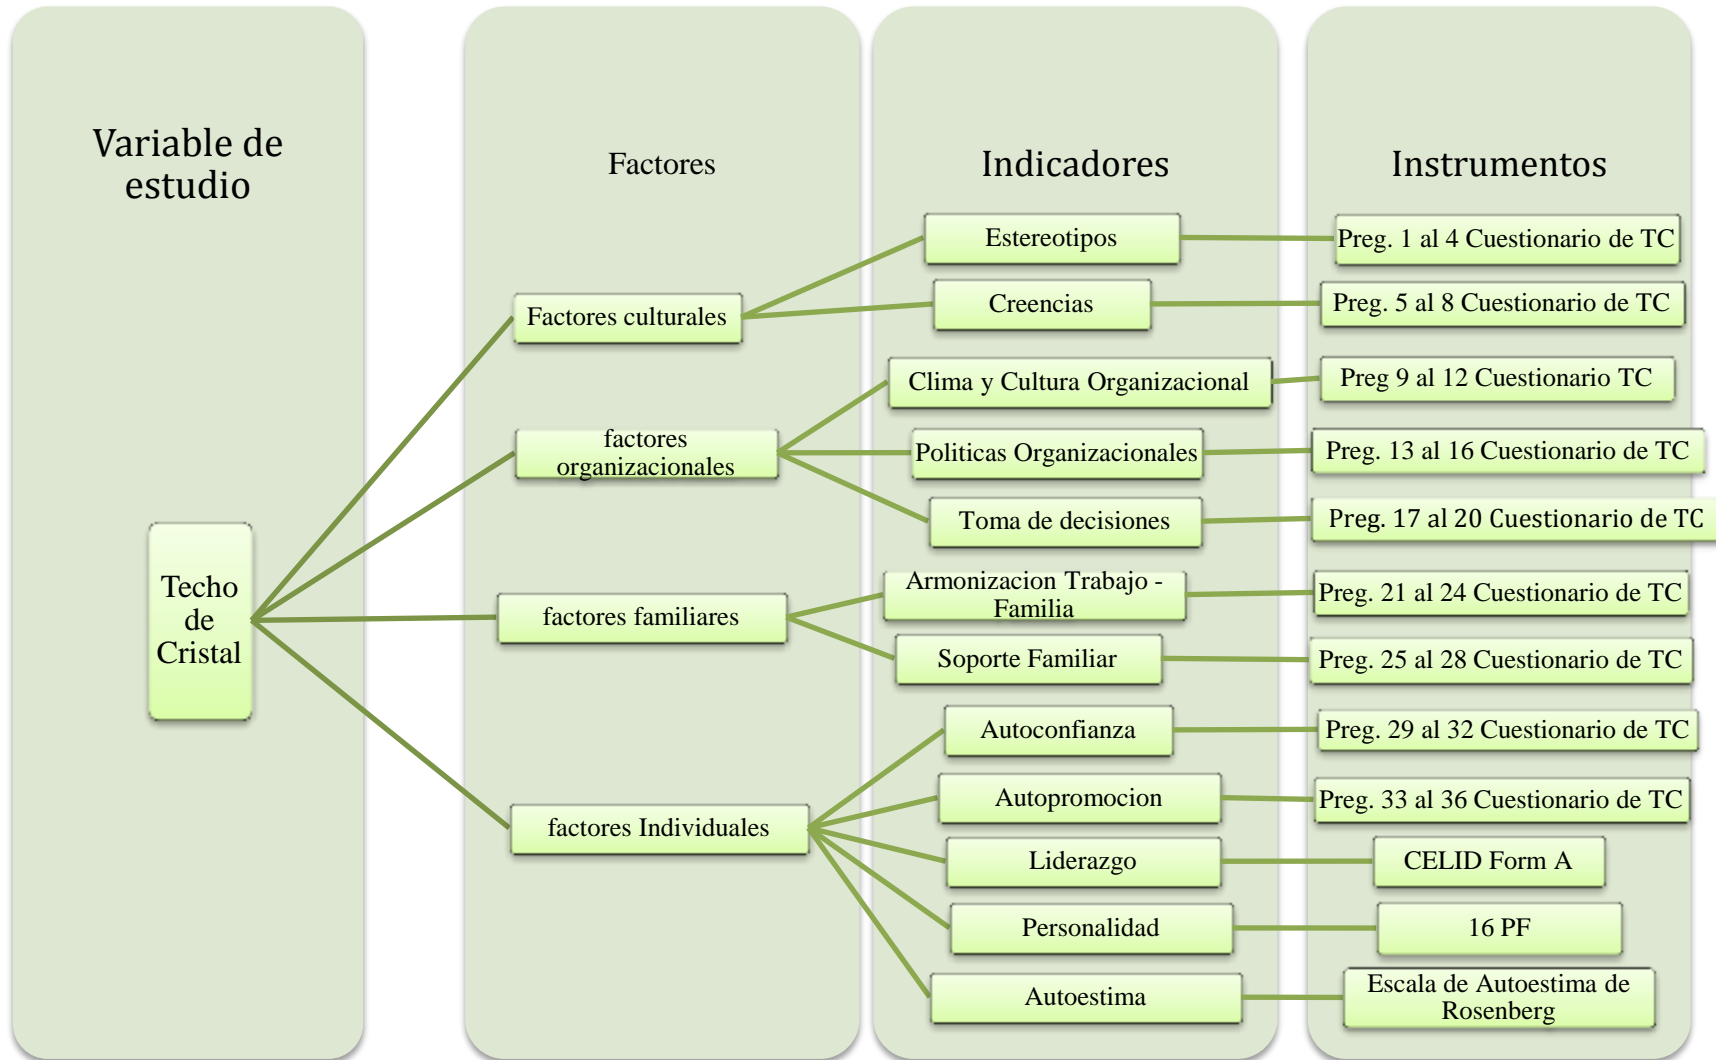 Variable de
estudio
Factores
Indicadores
Instrumentos
Techo
de
Cristal
Factores culturales
Estereotipos
Preg. 1 al 4 Cuestionario de TC
Creencias
Preg. 5 al 8 Cuestionario de TC
factores
organizacionales
Clima y Cultura Organizacional
Preg 9 al 12 Cuestionario TC
Politicas Organizacionales
Preg. 13 al 16 Cuestionario de TC
Toma de decisiones
Preg. 17 al 20 Cuestionario de TC
factores familiares
Armonizacion Trabajo -
Familia
Preg. 21 al 24 Cuestionario de TC
Soporte Familiar
Preg. 25 al 28 Cuestionario de TC
factores Individuales
Autoconfianza
Preg. 29 al 32 Cuestionario de TC
Autopromocion
Preg. 33 al 36 Cuestionario de TC
Liderazgo
CELID Form A
Personalidad
16 PF
Autoestima
Escala de Autoestima de
Rosenberg